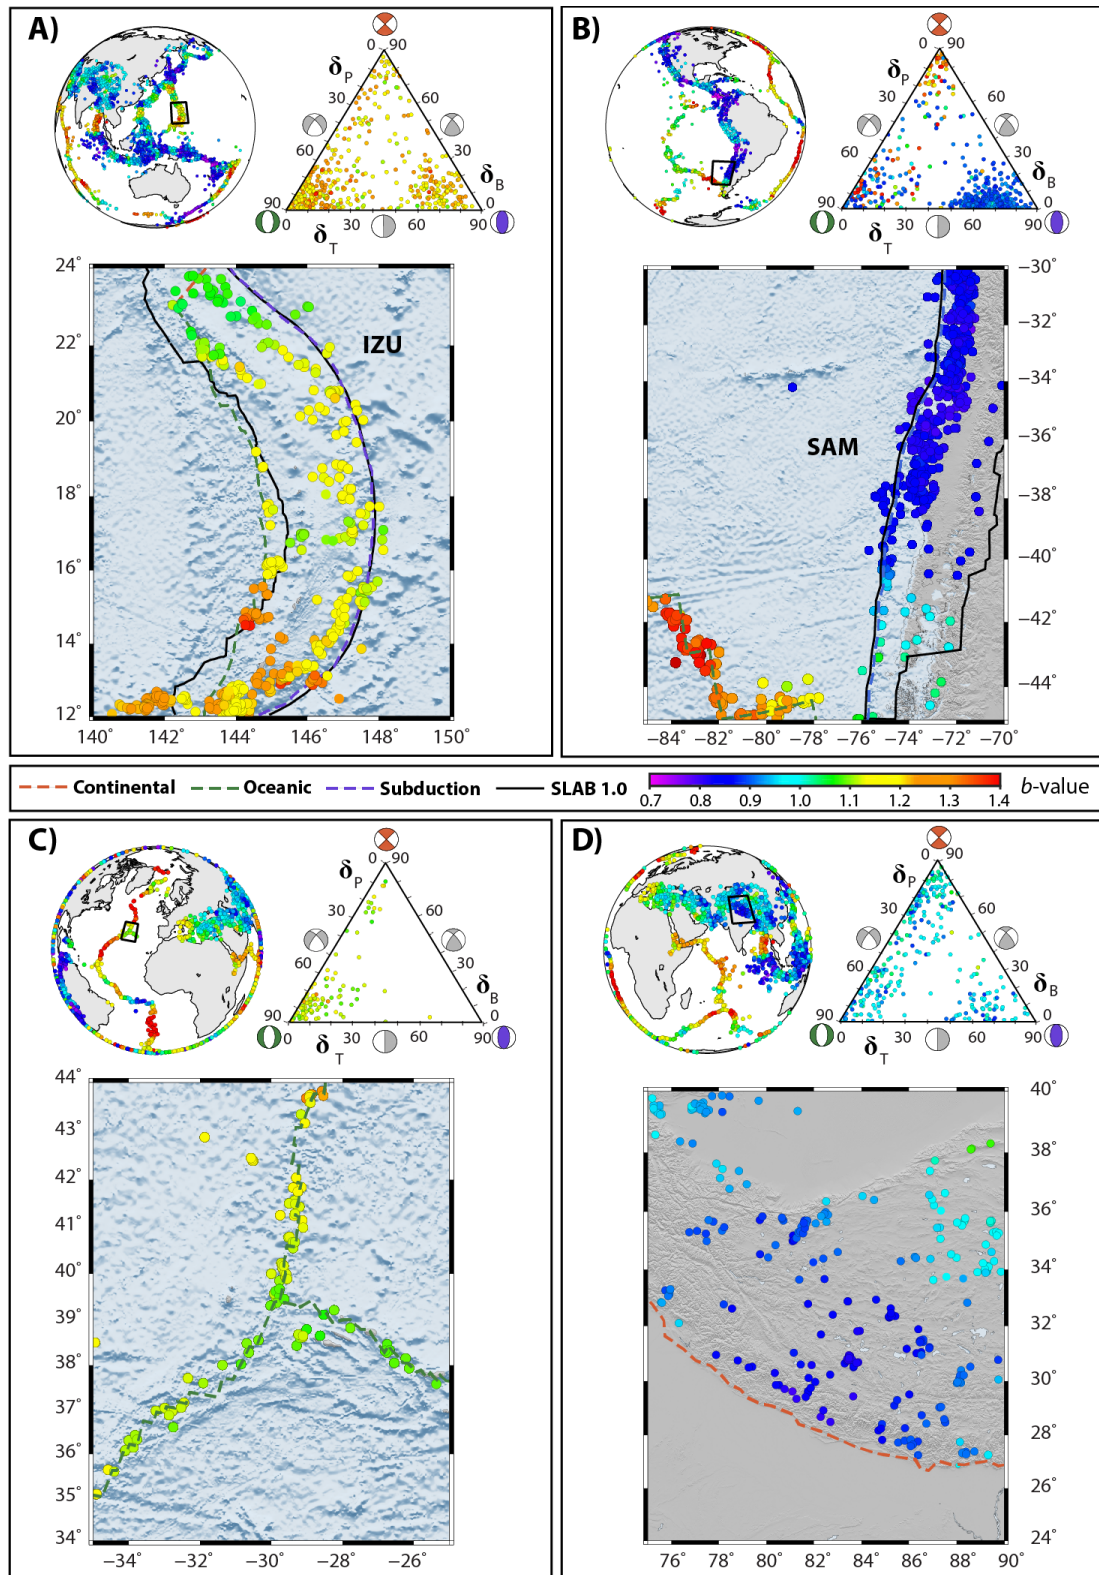 A)
0 90
δP
30 60
60 30
δB
90 0
0 30 60 90
δT
24°
22°
20°
18°
16°
14°
12°
IZU
140° 142° 144° 146° 148° 150°
B)
0 90
δP
30 60
60 30
δB
90 0
0 30 60 90
δT
−30°
−32°
−34°
−36°
−38°
−40°
−42°
−44°
SAM
−84° −82° −80° −78° −76° −74° −72° −70°
Continental Oceanic Subduction SLAB 1.0 b-value
0.7 0.8 0.9 1.0 1.1 1.2 1.3 1.4
C)
0 90
δP
30 60
60 30
δB
90 0
0 30 60 90
δT
44°
43°
42°
41°
40°
39°
38°
37°
36°
35°
34°
−34° −32° −30° −28° −26°
D)
0 90
δP
30 60
60 30
δB
90 0
0 30 60 90
δT
40°
38°
36°
34°
32°
30°
28°
26°
24°
76° 78° 80° 82° 84° 86° 88° 90°